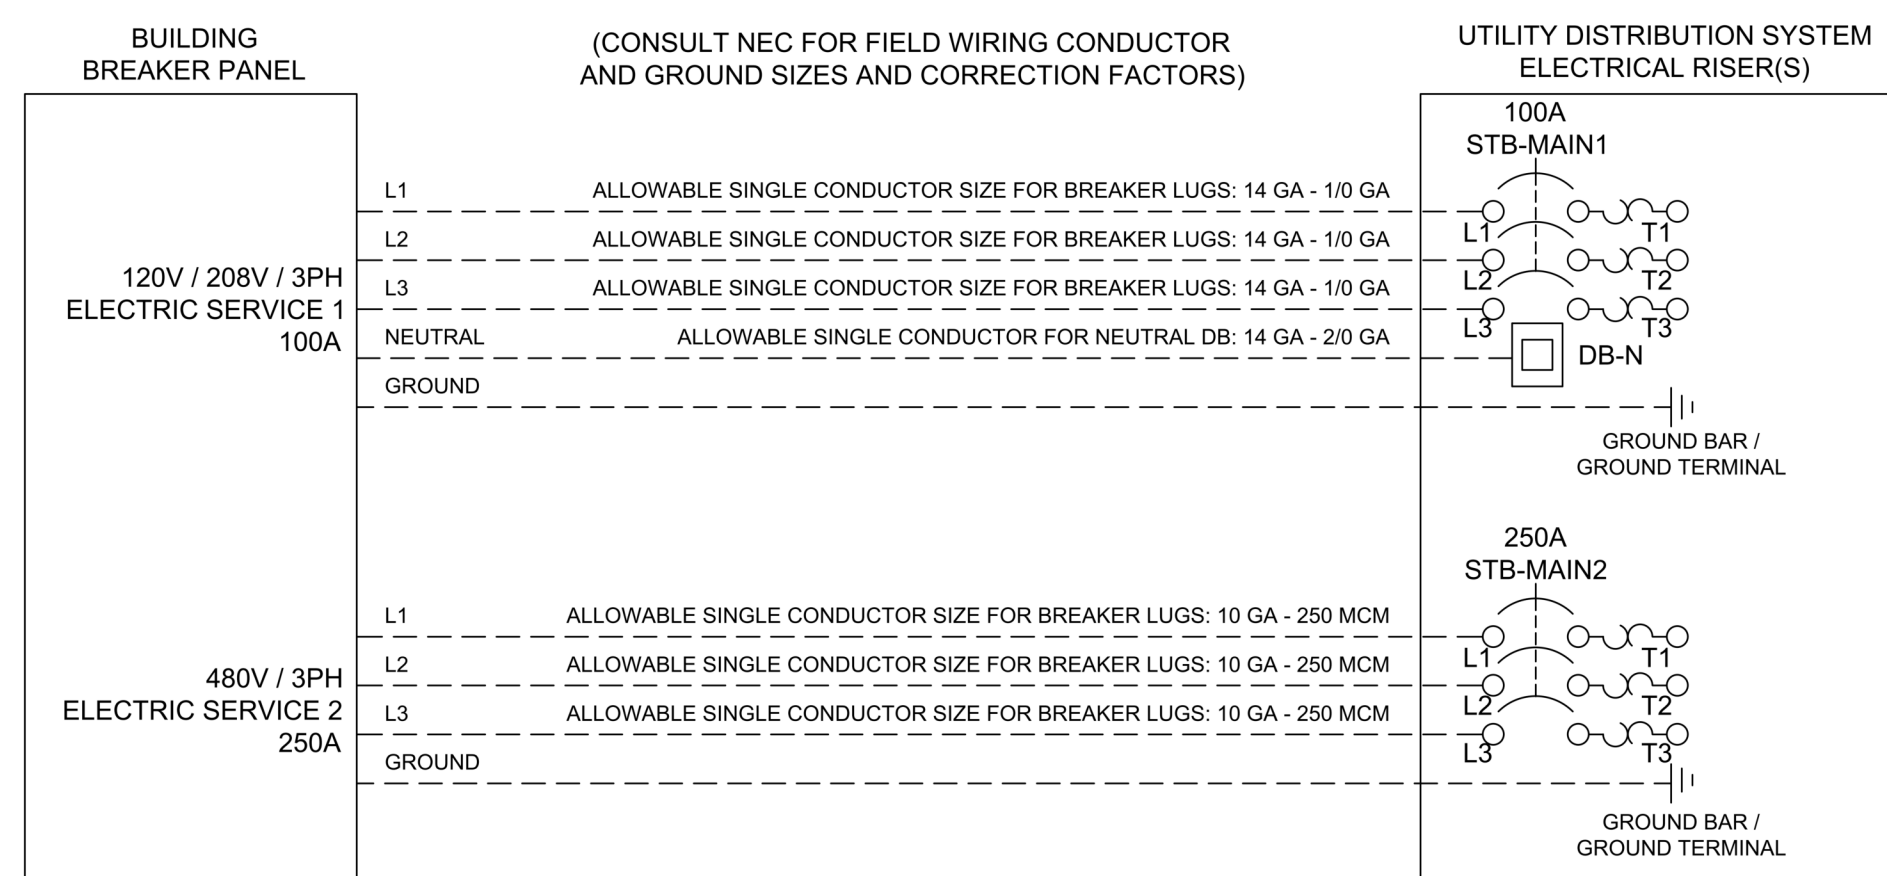 BUILDING
BREAKER PANEL
(CONSULT NEC FOR FIELD WIRING CONDUCTOR
AND GROUND SIZES AND CORRECTION FACTORS)
UTILITY DISTRIBUTION SYSTEM
ELECTRICAL RISER(S)
120V / 208V / 3PH
ELECTRIC SERVICE 1
100A
L1 ALLOWABLE SINGLE CONDUCTOR SIZE FOR BREAKER LUGS: 14 GA - 1/0 GA
L2 ALLOWABLE SINGLE CONDUCTOR SIZE FOR BREAKER LUGS: 14 GA - 1/0 GA
L3 ALLOWABLE SINGLE CONDUCTOR SIZE FOR BREAKER LUGS: 14 GA - 1/0 GA
NEUTRAL ALLOWABLE SINGLE CONDUCTOR FOR NEUTRAL DB: 14 GA - 2/0 GA
GROUND
100A
STB-MAIN1
L1 T1
L2 T2
L3 T3
DB-N
GROUND BAR /
GROUND TERMINAL
480V / 3PH
ELECTRIC SERVICE 2
250A
L1 ALLOWABLE SINGLE CONDUCTOR SIZE FOR BREAKER LUGS: 10 GA - 250 MCM
L2 ALLOWABLE SINGLE CONDUCTOR SIZE FOR BREAKER LUGS: 10 GA - 250 MCM
L3 ALLOWABLE SINGLE CONDUCTOR SIZE FOR BREAKER LUGS: 10 GA - 250 MCM
GROUND
250A
STB-MAIN2
L1 T1
L2 T2
L3 T3
GROUND BAR /
GROUND TERMINAL